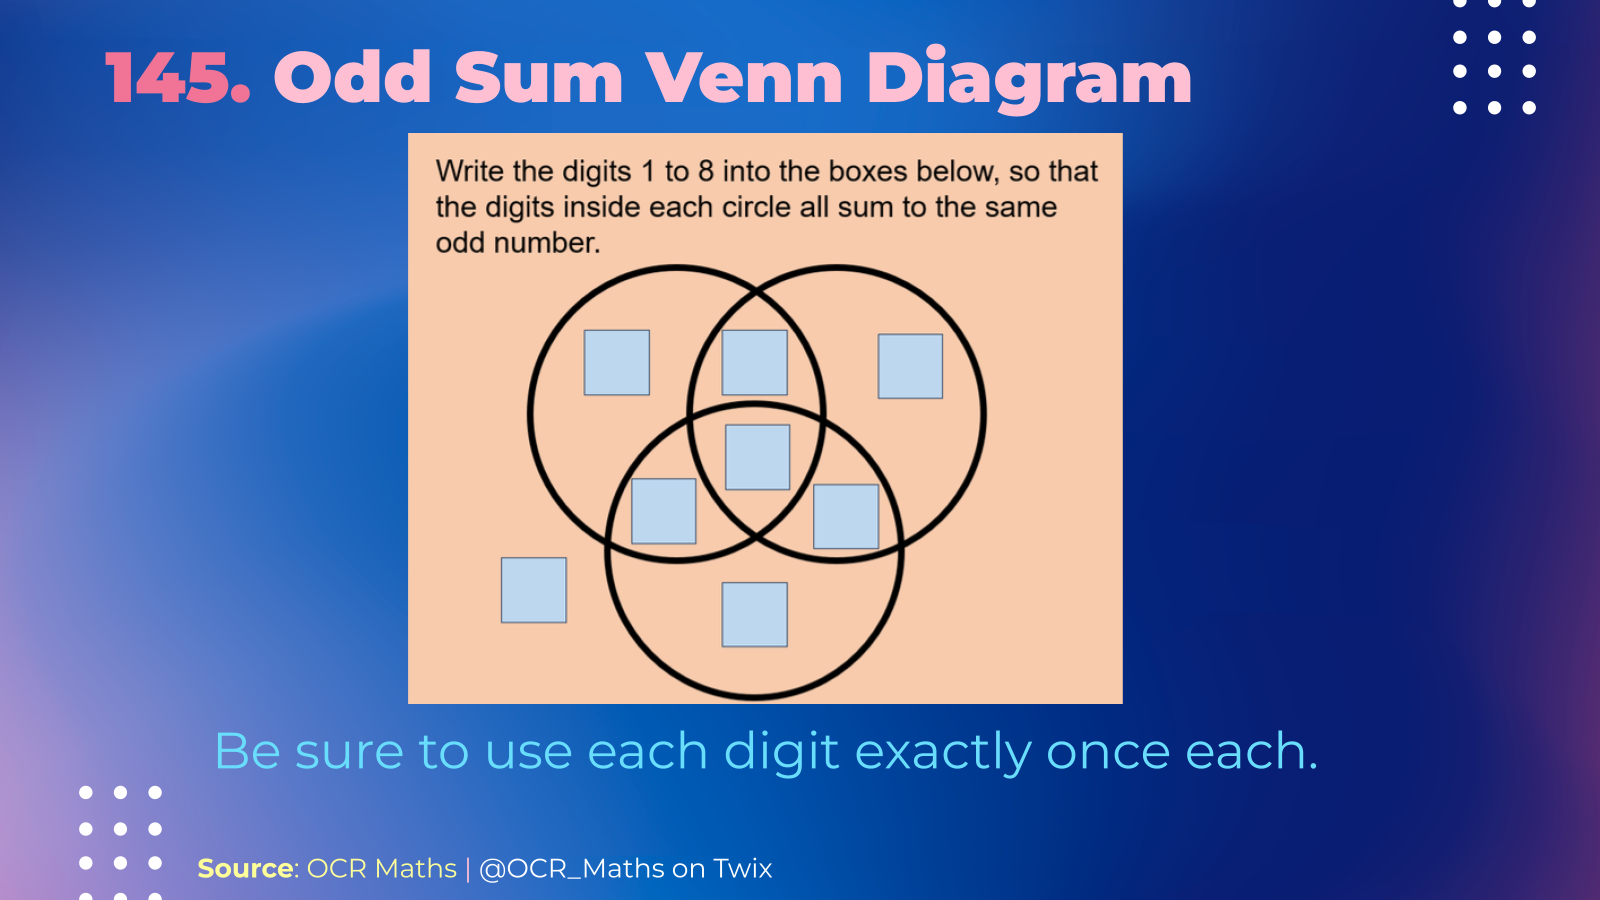 145. Odd Sum Venn Diagram
Write the digits 1 to 8 into the boxes below, so that
the digits inside each circle all sum to the same
odd number.
Be sure to use each digit exactly once each.
Source: OCR Maths | @OCR_Maths on Twix